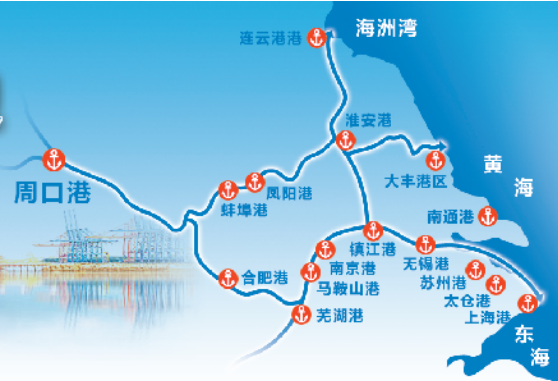 连云港港
海洲湾
淮安港
大丰港区
黄
海
周口港
凤阳港
蚌埠港
南通港
镇江港
无锡港
南京港
马鞍山港
合肥港
芜湖港
苏州港
太仓港
上海港
东
海